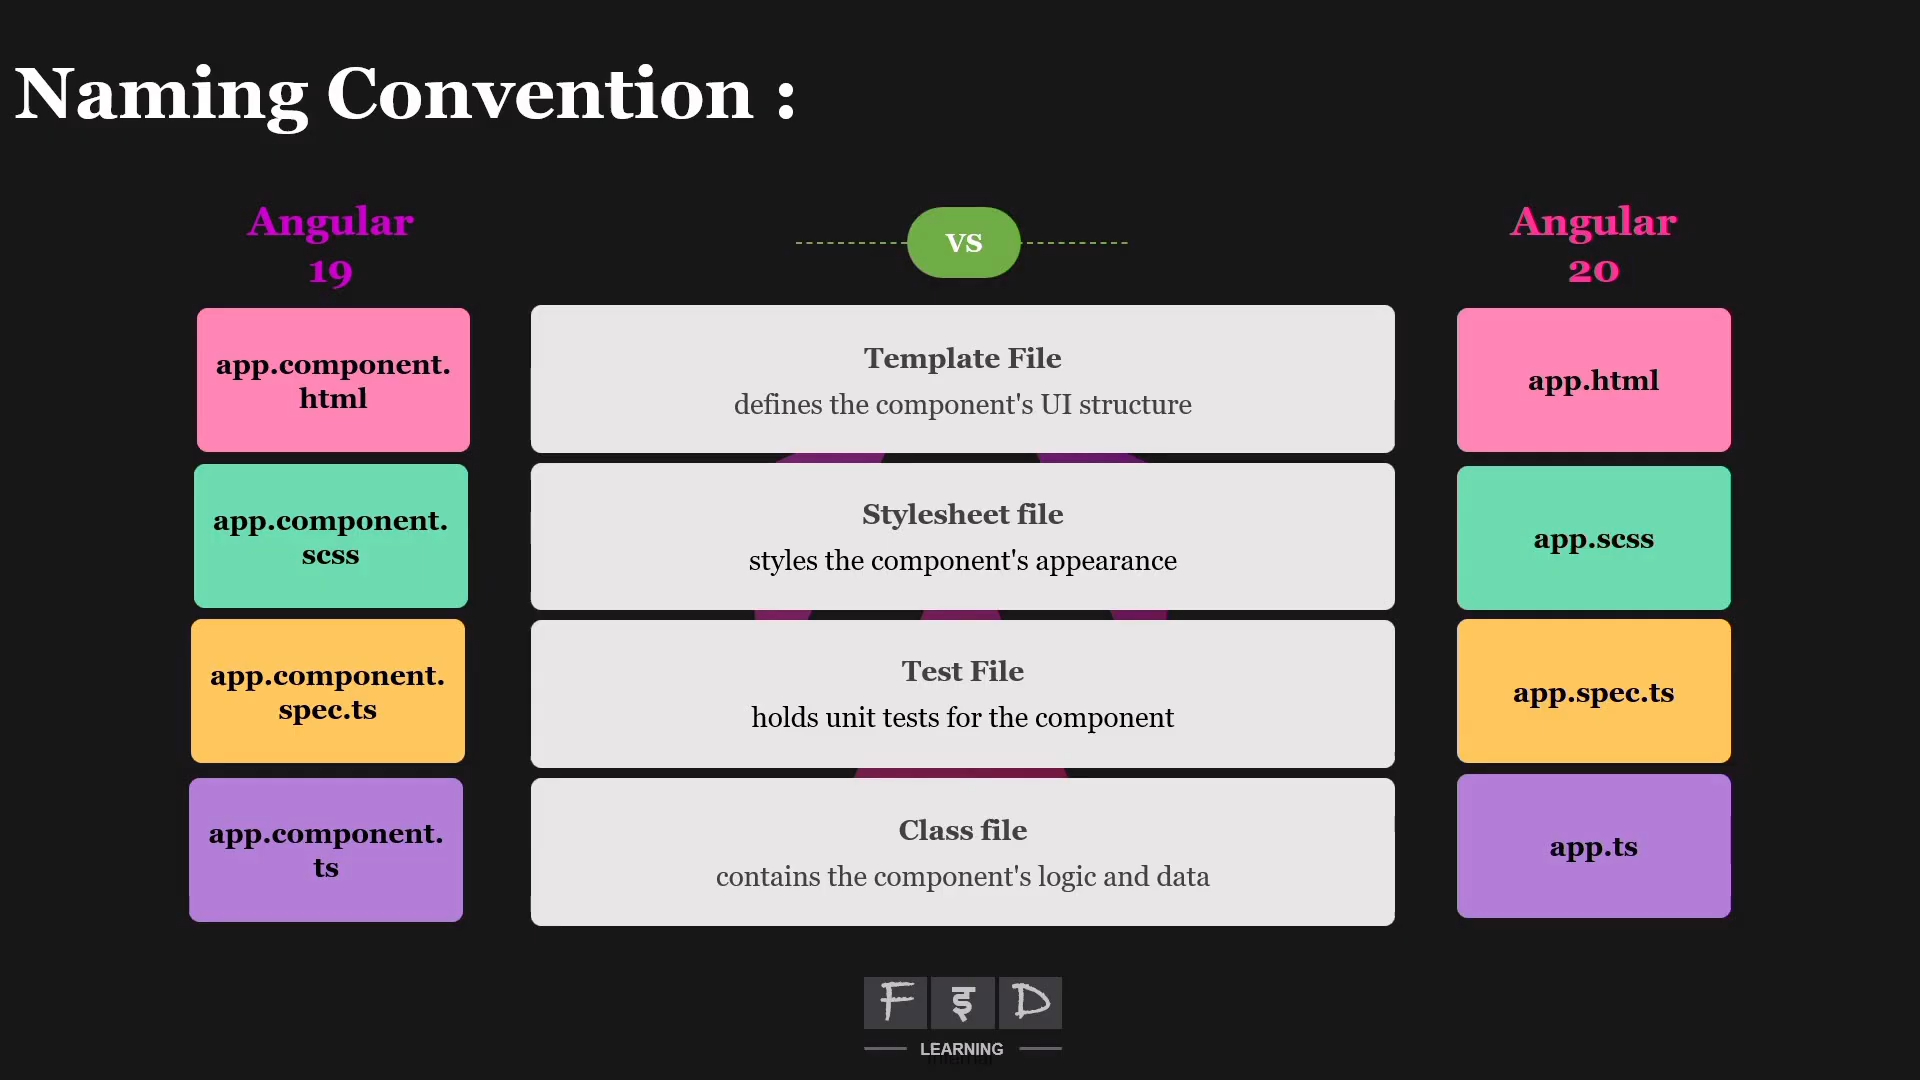 Naming Convention :
Angular
19
vs
Angular
20
app.component.
html
Template File
defines the component's UI structure
app.html
app.component.
scss
Stylesheet file
styles the component's appearance
app.scss
app.component.
spec.ts
Test File
holds unit tests for the component
app.spec.ts
app.component.
ts
Class file
contains the component's logic and data
app.ts
F इ D
LEARNING